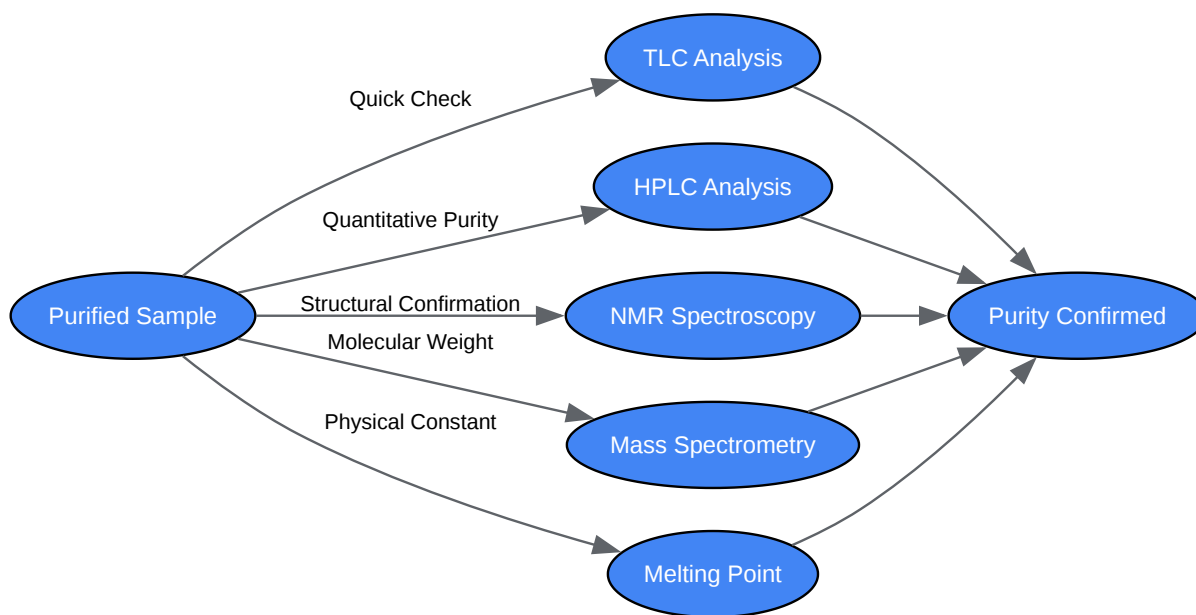 TLC Analysis
Quick Check
HPLC Analysis
Quantitative Purity
Purified Sample
Structural Confirmation
NMR Spectroscopy
Purity Confirmed
Molecular Weight
Physical Constant
Mass Spectrometry
Melting Point